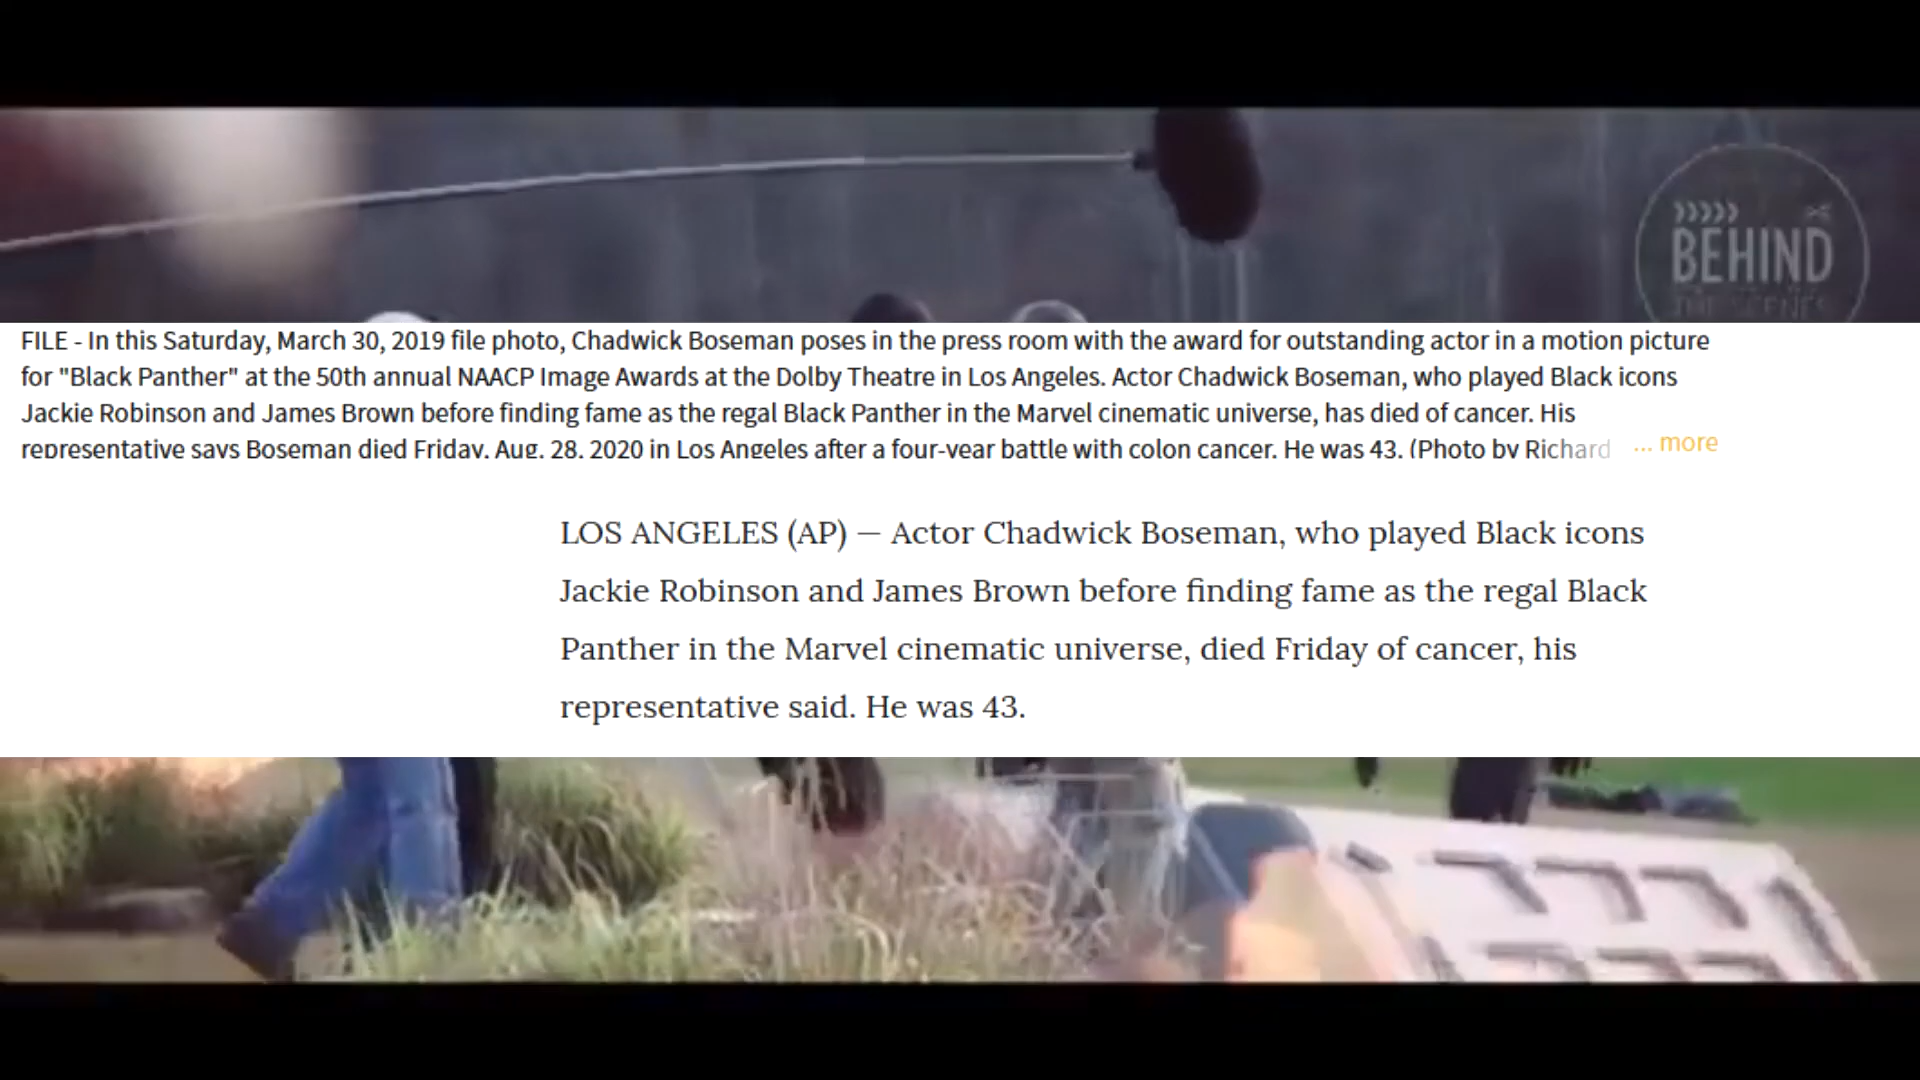 BEHIND
THE SCENES
FILE - In this Saturday, March 30, 2019 file photo, Chadwick Boseman poses in the press room with the award for outstanding actor in a motion picture
for "Black Panther" at the 50th annual NAACP Image Awards at the Dolby Theatre in Los Angeles. Actor Chadwick Boseman, who played Black icons
Jackie Robinson and James Brown before finding fame as the regal Black Panther in the Marvel cinematic universe, has died of cancer. His
representative says Boseman died Friday, Aug. 28, 2020 in Los Angeles after a four-year battle with colon cancer. He was 43. (Photo by Richard ... more
LOS ANGELES (AP) — Actor Chadwick Boseman, who played Black icons
Jackie Robinson and James Brown before finding fame as the regal Black
Panther in the Marvel cinematic universe, died Friday of cancer, his
representative said. He was 43.